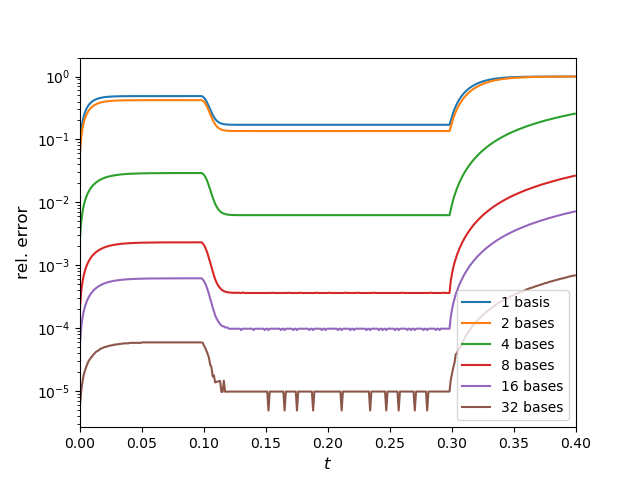 10⁰
10⁻¹
10⁻²
10⁻³
10⁻⁴
10⁻⁵
rel. error
1 basis
2 bases
4 bases
8 bases
16 bases
32 bases
0.00 0.05 0.10 0.15 0.20 0.25 0.30 0.35 0.40
t